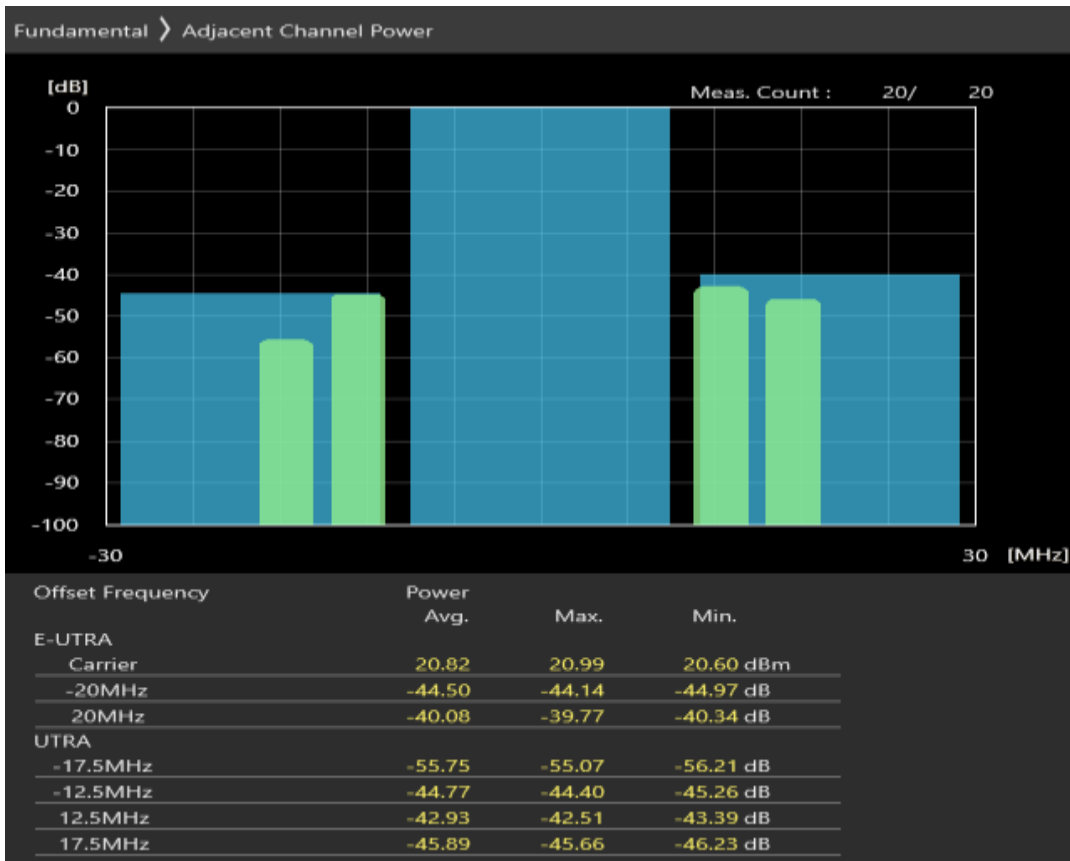 Fundamental ❯ Adjacent Channel Power
[dB]
Meas. Count : 20/ 20
0
-10
-20
-30
-40
-50
-60
-70
-80
-90
-100
-30 30 [MHz]
Offset Frequency Power
Avg. Max. Min.
E-UTRA
Carrier 20.82 20.99 20.60 dBm
-20MHz -44.50 -44.14 -44.97 dB
20MHz -40.08 -39.77 -40.34 dB
UTRA
-17.5MHz -55.75 -55.07 -56.21 dB
-12.5MHz -44.77 -44.40 -45.26 dB
12.5MHz -42.93 -42.51 -43.39 dB
17.5MHz -45.89 -45.66 -46.23 dB